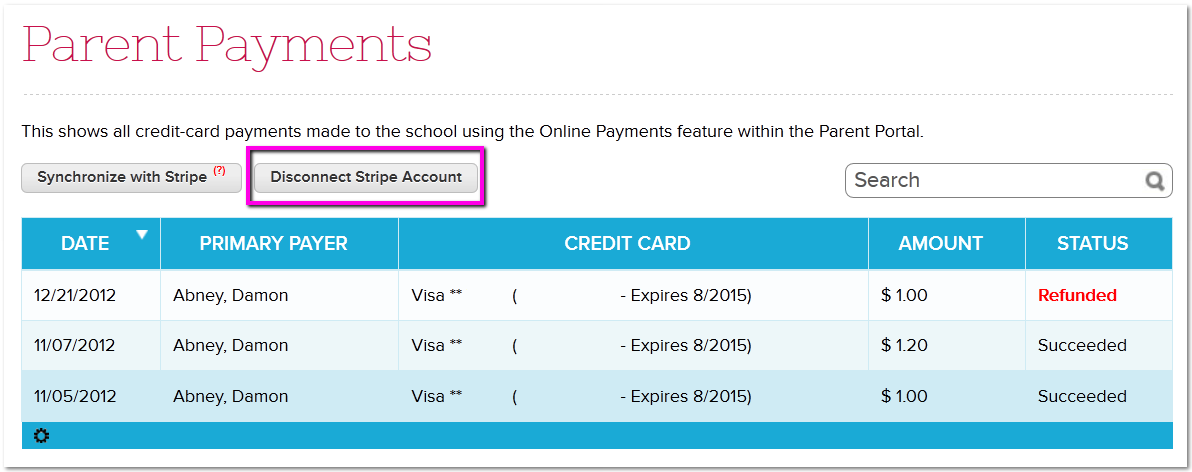 Parent Payments
This shows all credit-card payments made to the school using the Online Payments feature within the Parent Portal.
Synchronize with Stripe (?) Disconnect Stripe Account Search
DATE PRIMARY PAYER CREDIT CARD AMOUNT STATUS
12/21/2012 Abney, Damon Visa ** ( - Expires 8/2015) $ 1.00 Refunded
11/07/2012 Abney, Damon Visa ** ( - Expires 8/2015) $ 1.20 Succeeded
11/05/2012 Abney, Damon Visa ** ( - Expires 8/2015) $ 1.00 Succeeded